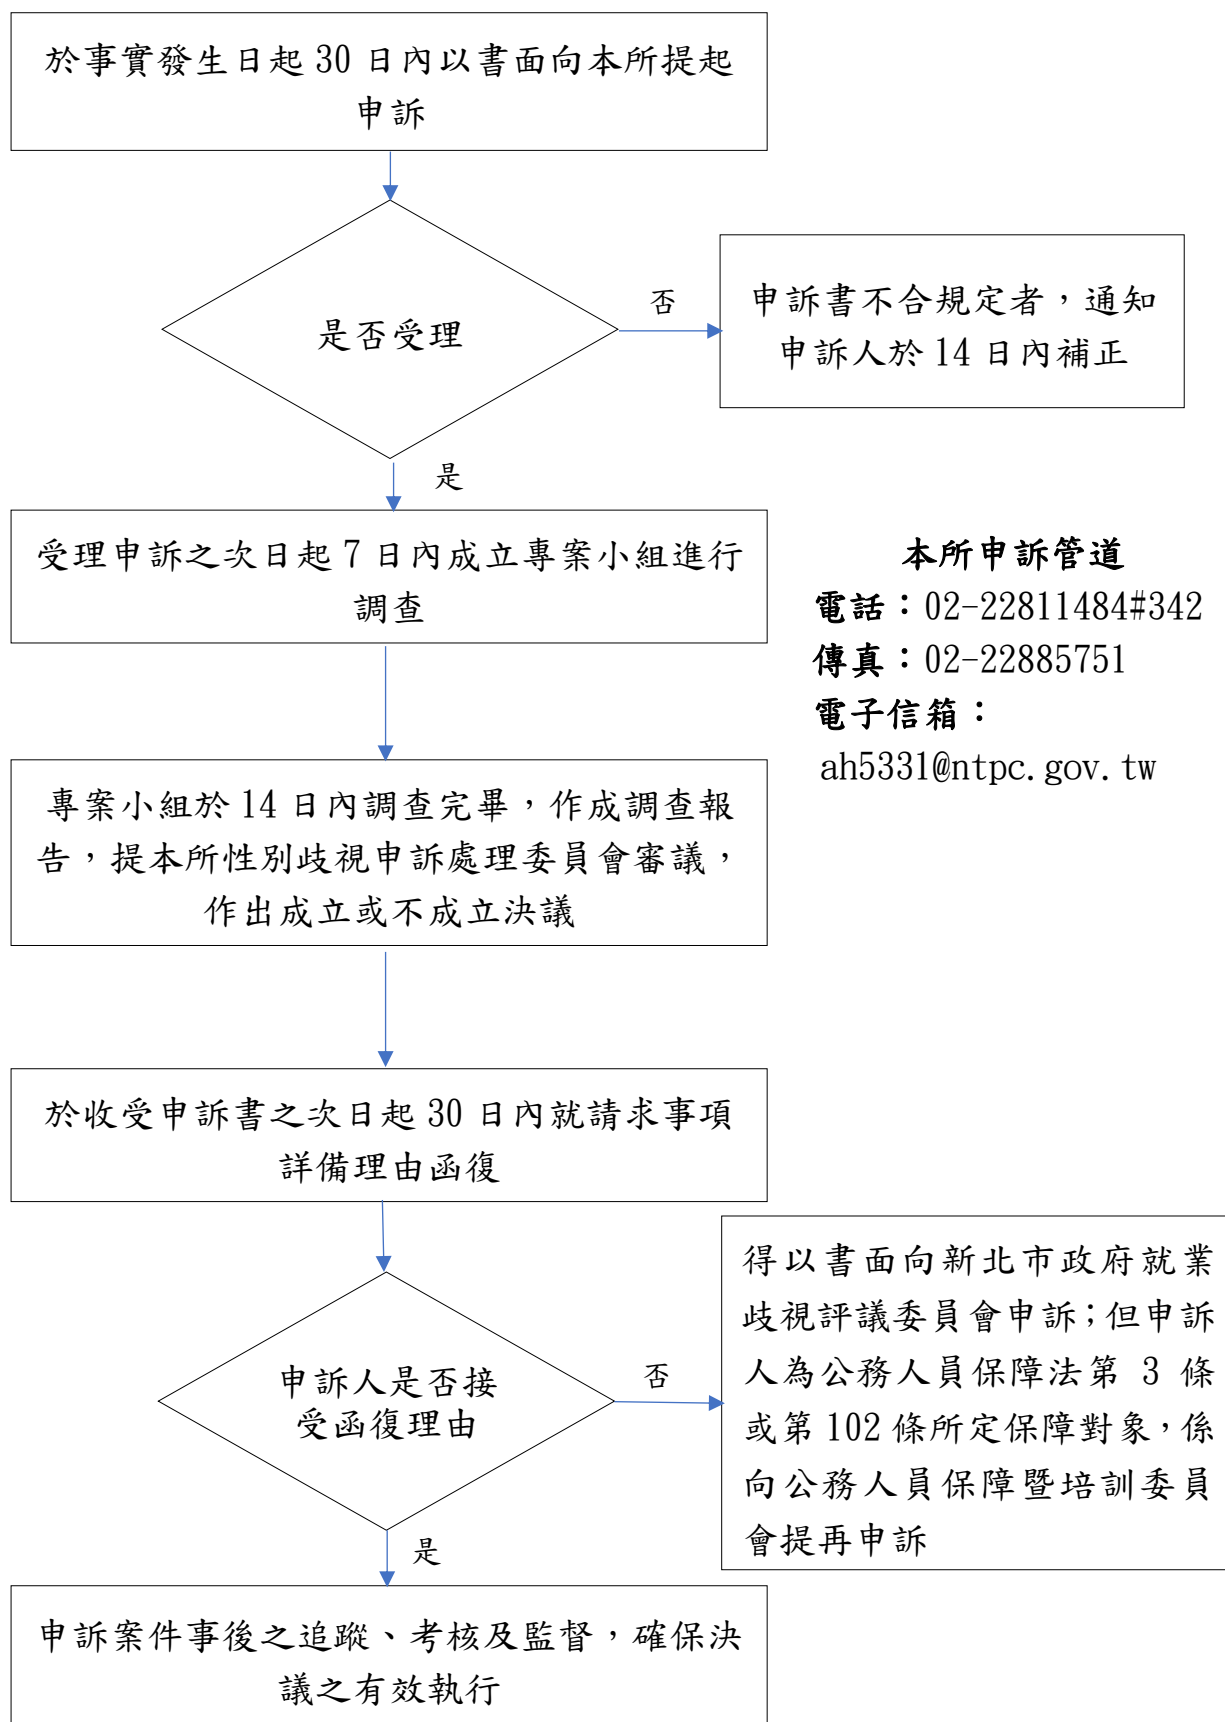 於事實發生日起 30 日內以書面向本所提起
申訴
是否受理
否
申訴書不合規定者，通知
申訴人於 14 日內補正
是
受理申訴之次日起 7 日內成立專案小組進行
調查
本所申訴管道
電話：02-22811484#342
傳真：02-22885751
電子信箱：
ah5331@ntpc.gov.tw
專案小組於 14 日內調查完畢，作成調查報
告，提本所性別歧視申訴處理委員會審議，
作出成立或不成立決議
於收受申訴書之次日起 30 日內就請求事項
詳備理由函復
申訴人是否接
受函復理由
否
得以書面向新北市政府就業
歧視評議委員會申訴；但申訴
人為公務人員保障法第 3 條
或第 102 條所定保障對象，係
向公務人員保障暨培訓委員
會提再申訴
是
申訴案件事後之追蹤、考核及監督，確保決
議之有效執行